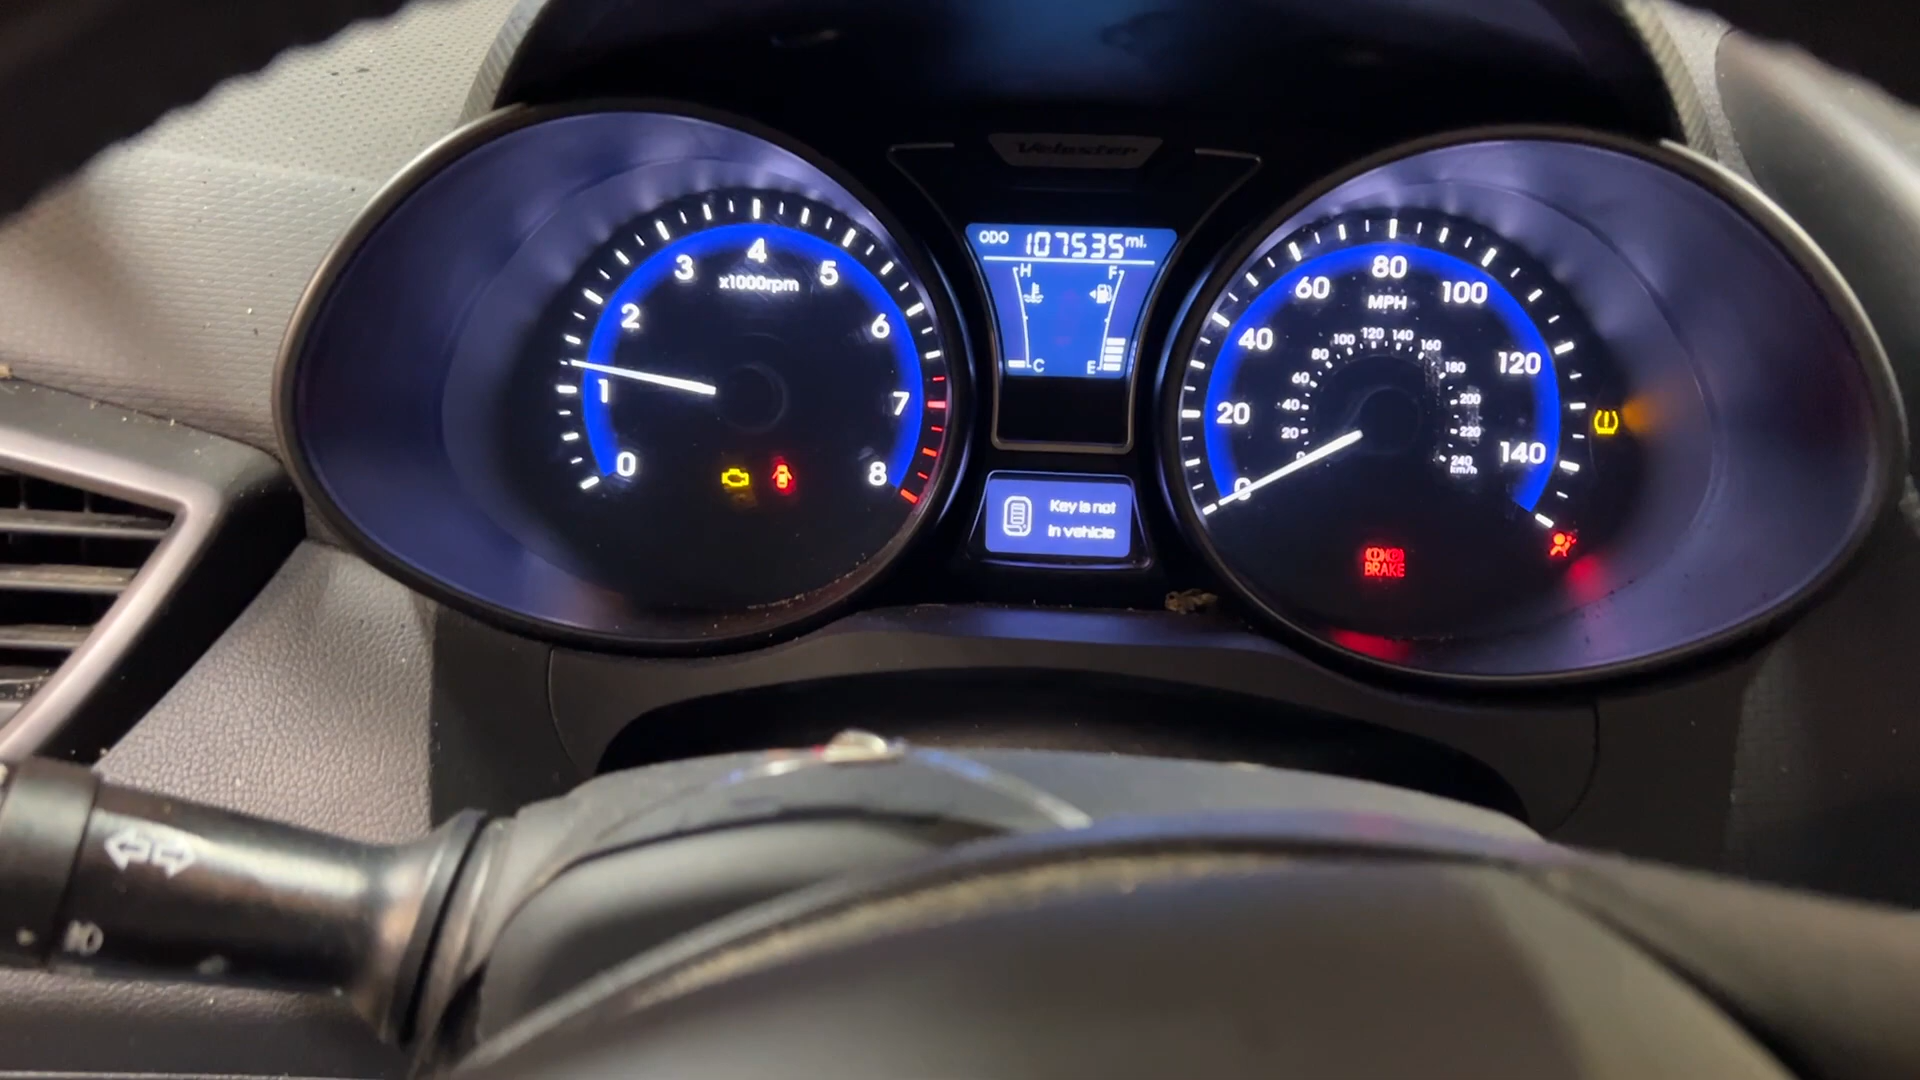 Veloster
ODO 107535 mi.
H F
C E
Key is not
in vehicle
0 1 2 3 4 5 6 7 8
x1000rpm
0 20 40 60 80 100 120 140
MPH
20 40 60 80 100 120 140 160 180 200 220 240
km/h
BRAKE